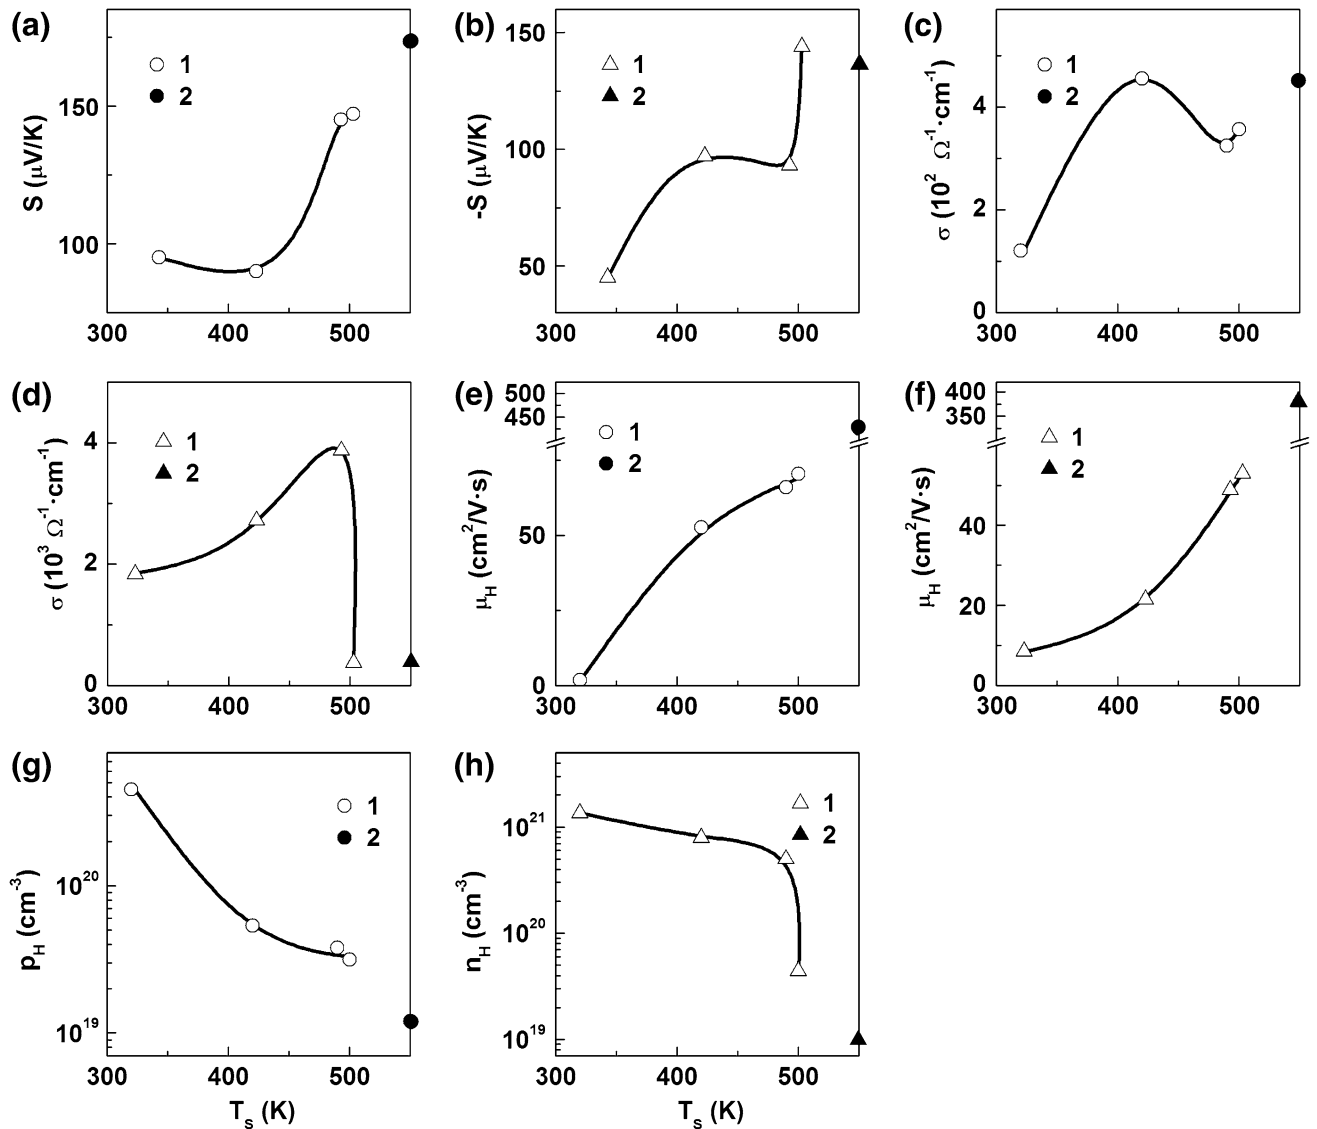 (a)
1
2
150
100
S (μV/K)
300 400 500
(b)
150
1
2
100
50
-S (μV/K)
300 400 500
(c)
1
2
4
2
0
σ (10² Ω⁻¹·cm⁻¹)
300 400 500
(d)
1
2
4
2
0
σ (10³ Ω⁻¹·cm⁻¹)
300 400 500
(e)
500
450
1
2
50
0
μH (cm²/V·s)
300 400 500
(f)
400
350
1
2
40
20
0
μH (cm²/V·s)
300 400 500
(g)
1
2
10²⁰
10¹⁹
pH (cm⁻³)
300 400 500
Ts (K)
(h)
1
2
10²¹
10²⁰
10¹⁹
nH (cm⁻³)
300 400 500
Ts (K)